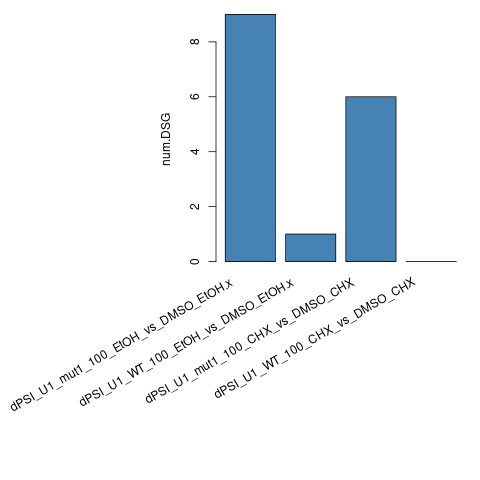 num.DSG
8
6
4
2
0
dPSI_U1_mut1_100_EtOH_vs_DMSO_EtOH.x
dPSI_U1_WT_100_EtOH_vs_DMSO_EtOH.x
dPSI_U1_mut1_100_CHX_vs_DMSO_CHX
dPSI_U1_WT_100_CHX_vs_DMSO_CHX